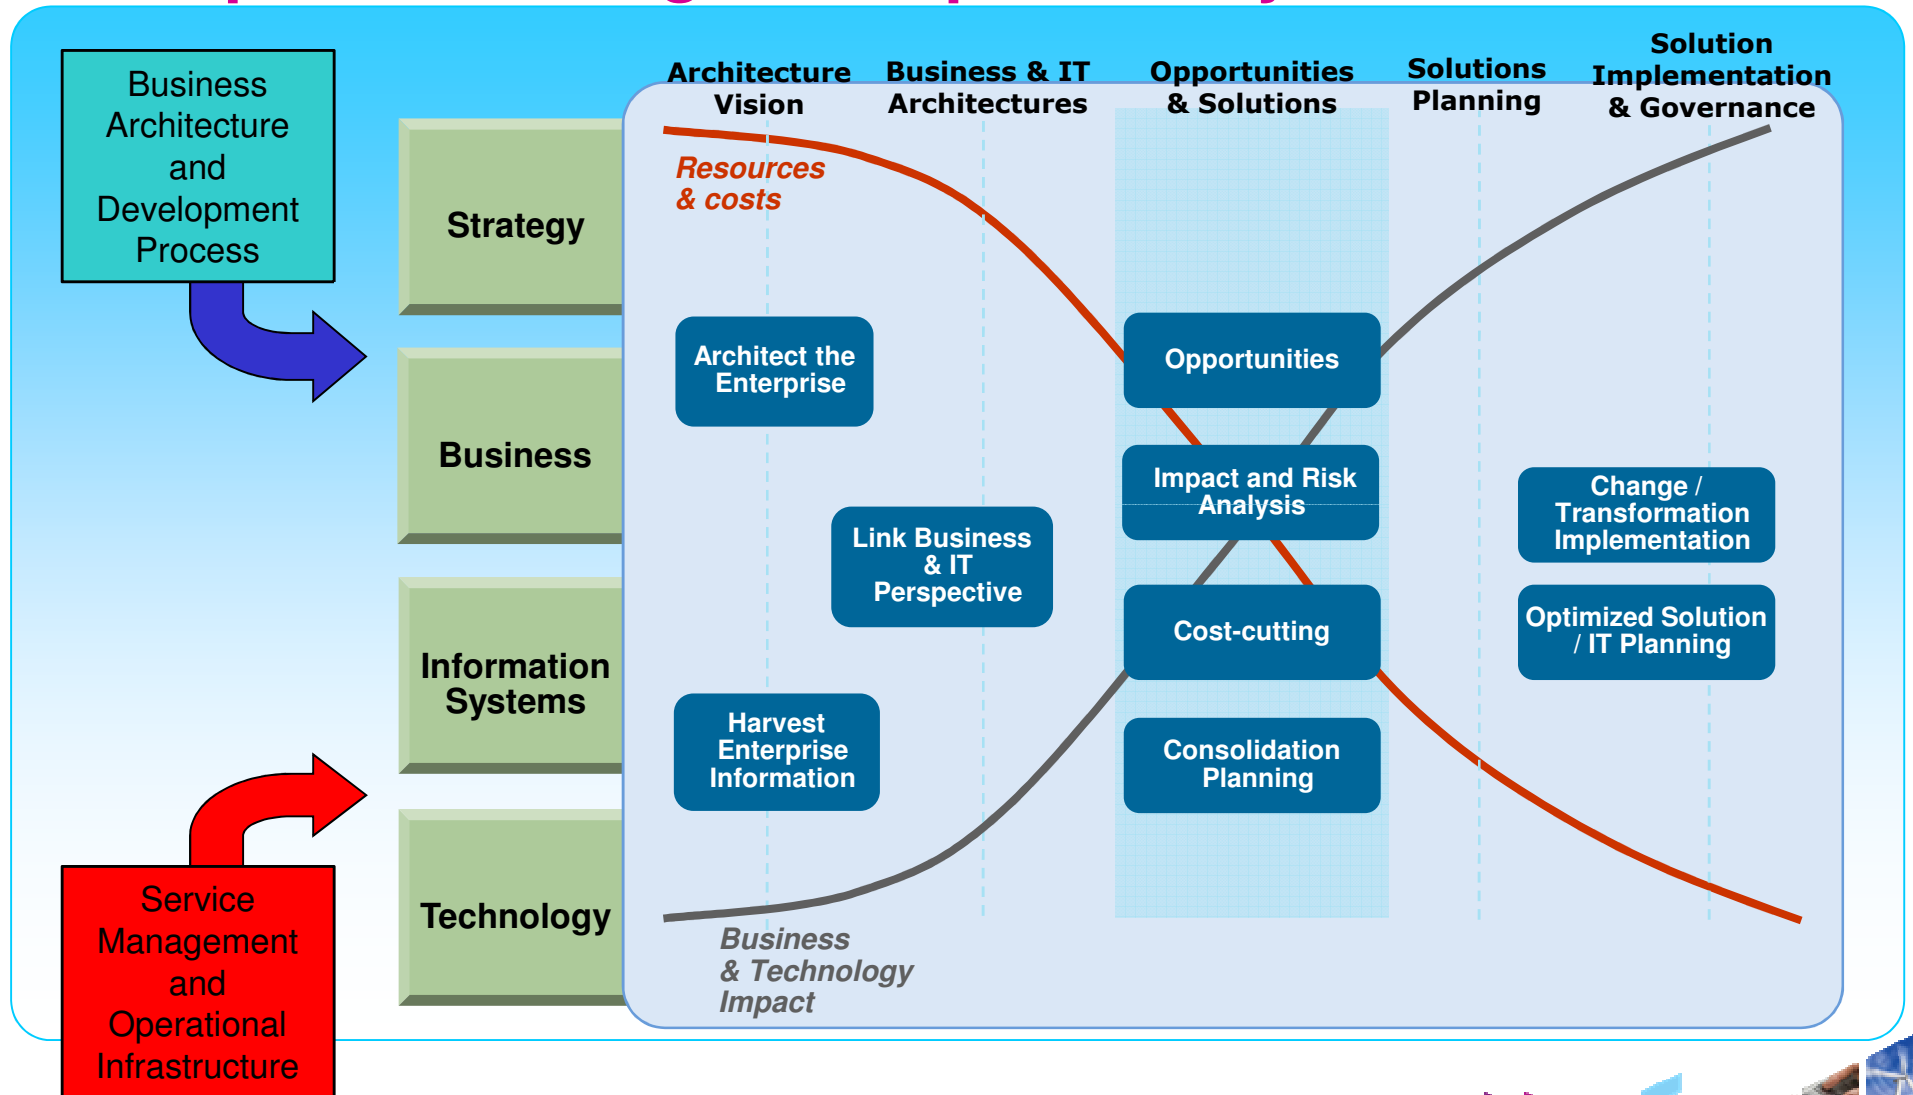 Business
Architecture
and
Development
Process
Service
Management
and
Operational
Infrastructure
Strategy
Business
Information
Systems
Technology
Architecture
Vision
Business & IT
Architectures
Opportunities
& Solutions
Solutions
Planning
Solution
Implementation
& Governance
Resources
& costs
Architect the
Enterprise
Link Business
& IT
Perspective
Harvest
Enterprise
Information
Opportunities
Impact and Risk
Analysis
Cost-cutting
Consolidation
Planning
Change /
Transformation
Implementation
Optimized Solution
/ IT Planning
Business
& Technology
Impact